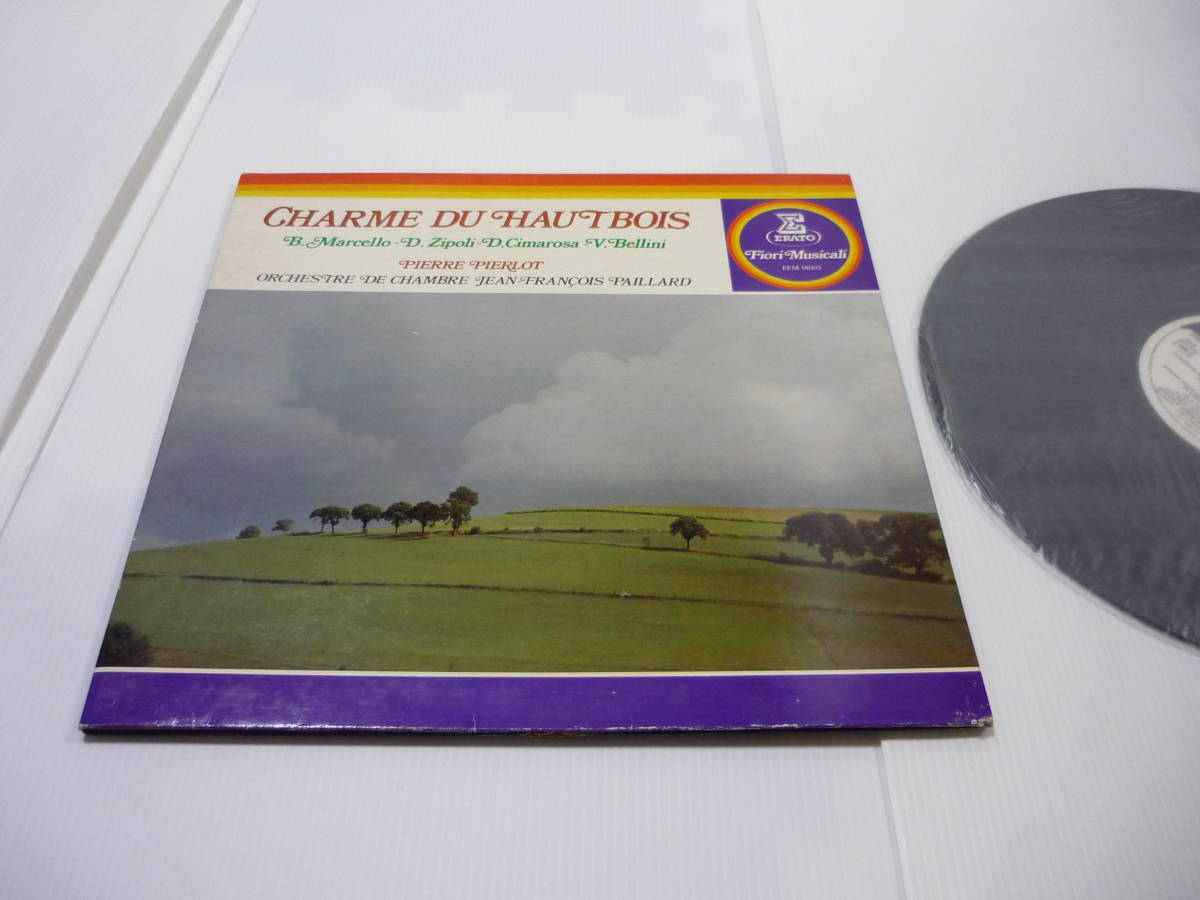 CHARME DU HAUTBOIS
B. Marcello - D. Zipoli - D. Cimarosa V. Bellini
PIERRE PIERLOT
ORCHESTRE DE CHAMBRE JEAN-FRANÇOIS PAILLARD
ERATO
Fiori Musicali
EFM 18005